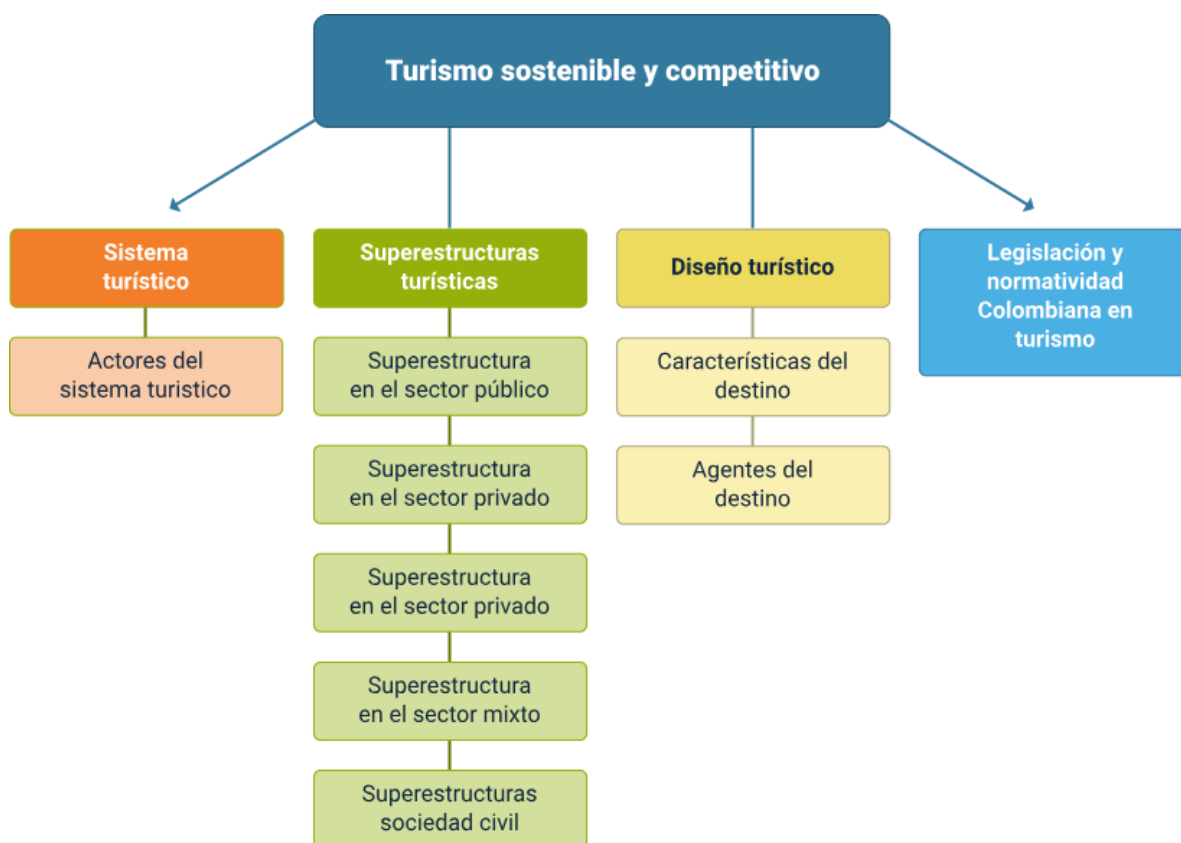 Turismo sostenible y competitivo
Sistema
turístico
Actores del
sistema turistico
Superestructuras
turísticas
Superestructura
en el sector público
Superestructura
en el sector privado
Superestructura
en el sector privado
Superestructura
en el sector mixto
Superestructuras
sociedad civil
Diseño turístico
Característicås del
destino
Agentes del
destino
Legislación y
normatividad
Colombiana en
turismo